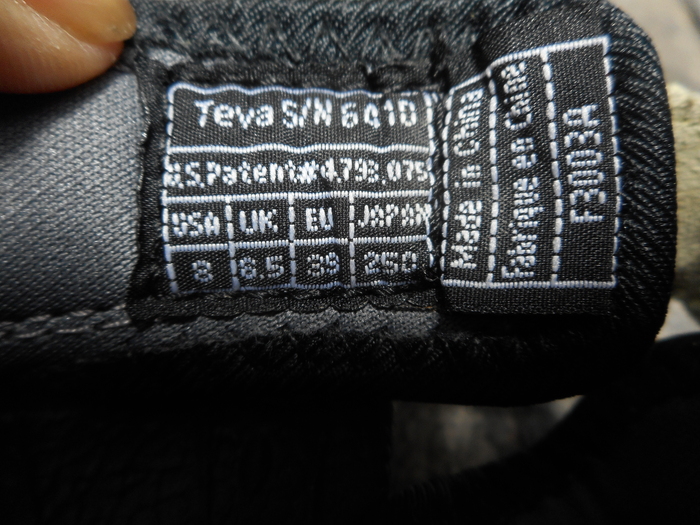 Teva S/N 6410
U.S.Patent#4,793,075
USA UK EU JAPAN
8 6.5 39 250
Made in China
Fabriqué en Chine
F3003A